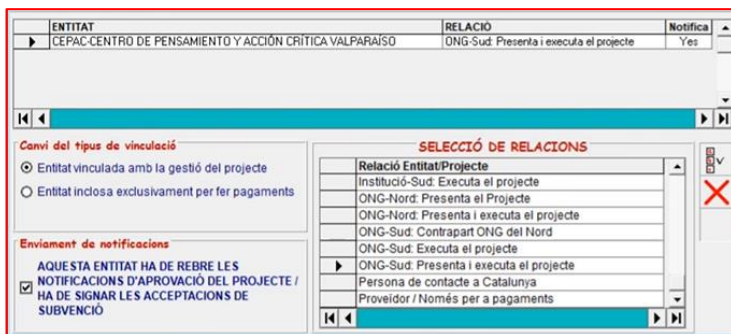 ENTITAT RELACIÓ Notifica
CEPAC-CENTRO DE PENSAMIENTO Y ACCIÓN CRÍTICA VALPARAÍSO ONG-Sud: Presenta i executa el projecte Yes
Canvi del tipus de vinculació
Entitat vinculada amb la gestió del projecte
Entitat inclosa exclusivament per fer pagaments
Enviament de notificacions
AQUESTA ENTITAT HA DE REBRE LES
NOTIFICACIONS D'APROVACIÓ DEL PROJECTE /
HA DE SIGNAR LES ACCEPTACIONS DE
SUBVENCIÓ
SELECCIÓ DE RELACIONS
Relació Entitat/Projecte
Institució-Sud: Executa el projecte
ONG-Nord: Presenta el Projecte
ONG-Nord: Presenta i executa el projecte
ONG-Sud: Contrapart ONG del Nord
ONG-Sud: Executa el projecte
ONG-Sud: Presenta i executa el projecte
Persona de contacte a Catalunya
Proveïdor / Només per a pagaments